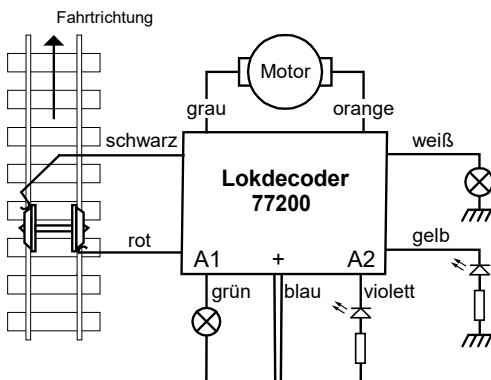 Fahrtrichtung
Motor
grau
orange
schwarz
weiß
Lokdecoder
77200
rot
gelb
A1 + A2
grün
blau
violett